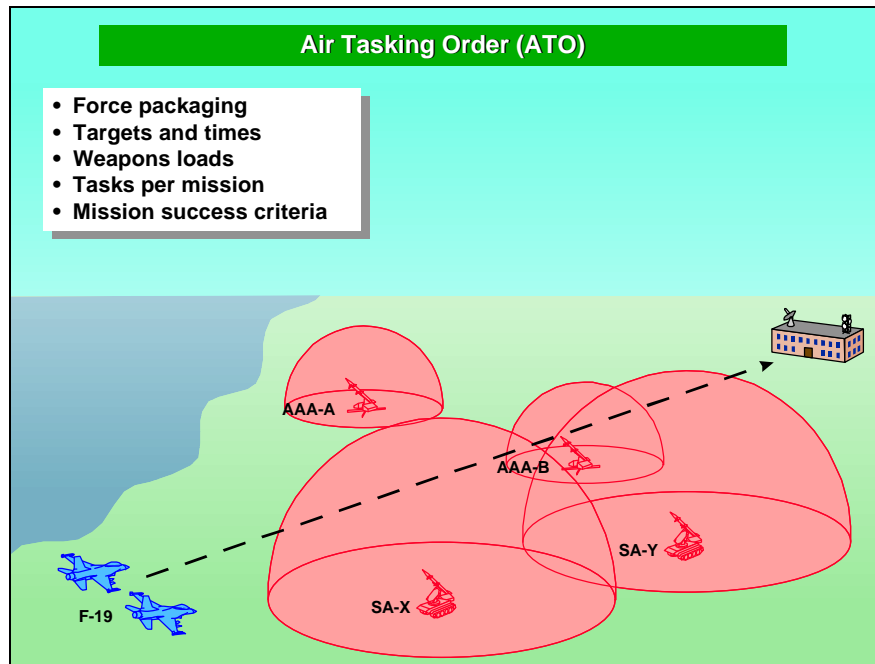 Air Tasking Order (ATO)
• Force packaging
• Targets and times
• Weapons loads
• Tasks per mission
• Mission success criteria
AAA-A
AAA-B
SA-Y
SA-X
F-19